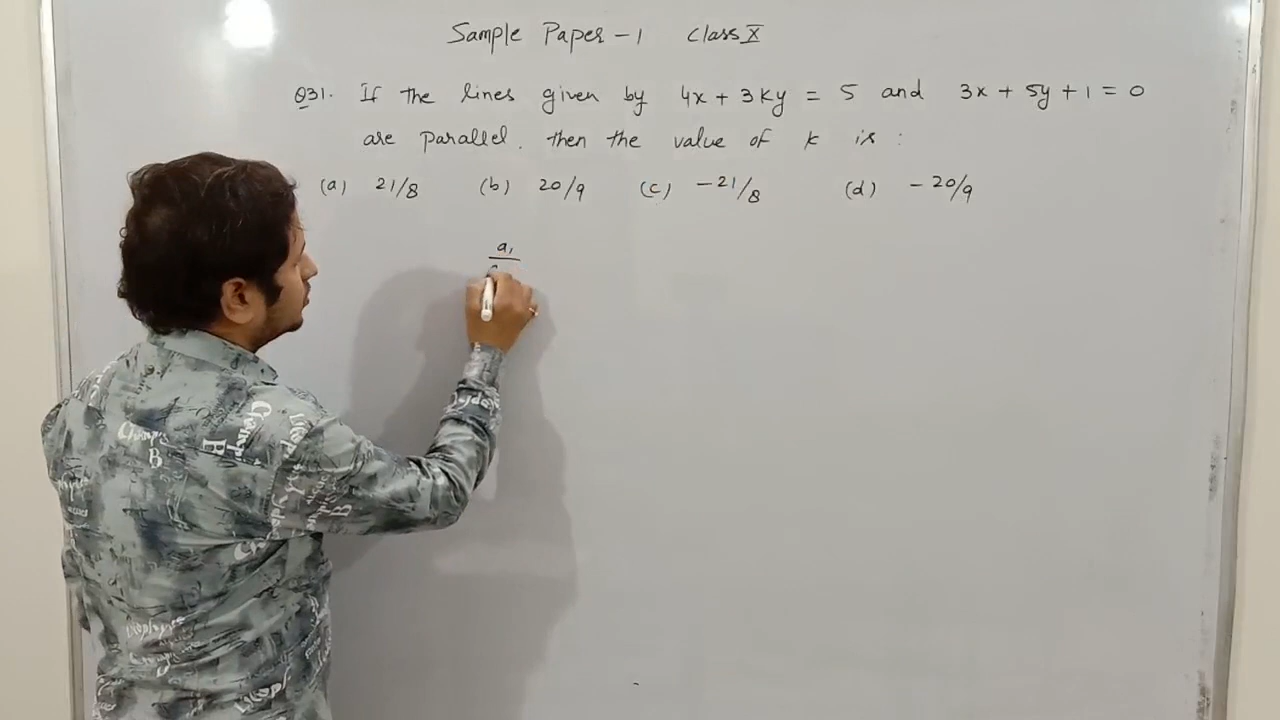 Sample Paper - 1 Class X
Q31. If the lines given by 4x + 3ky = 5 and 3x + 5y + 1 = 0
are parallel, then the value of k is :
(a) 21/8 (b) 20/9 (c) -21/8 (d) -20/9
a₁